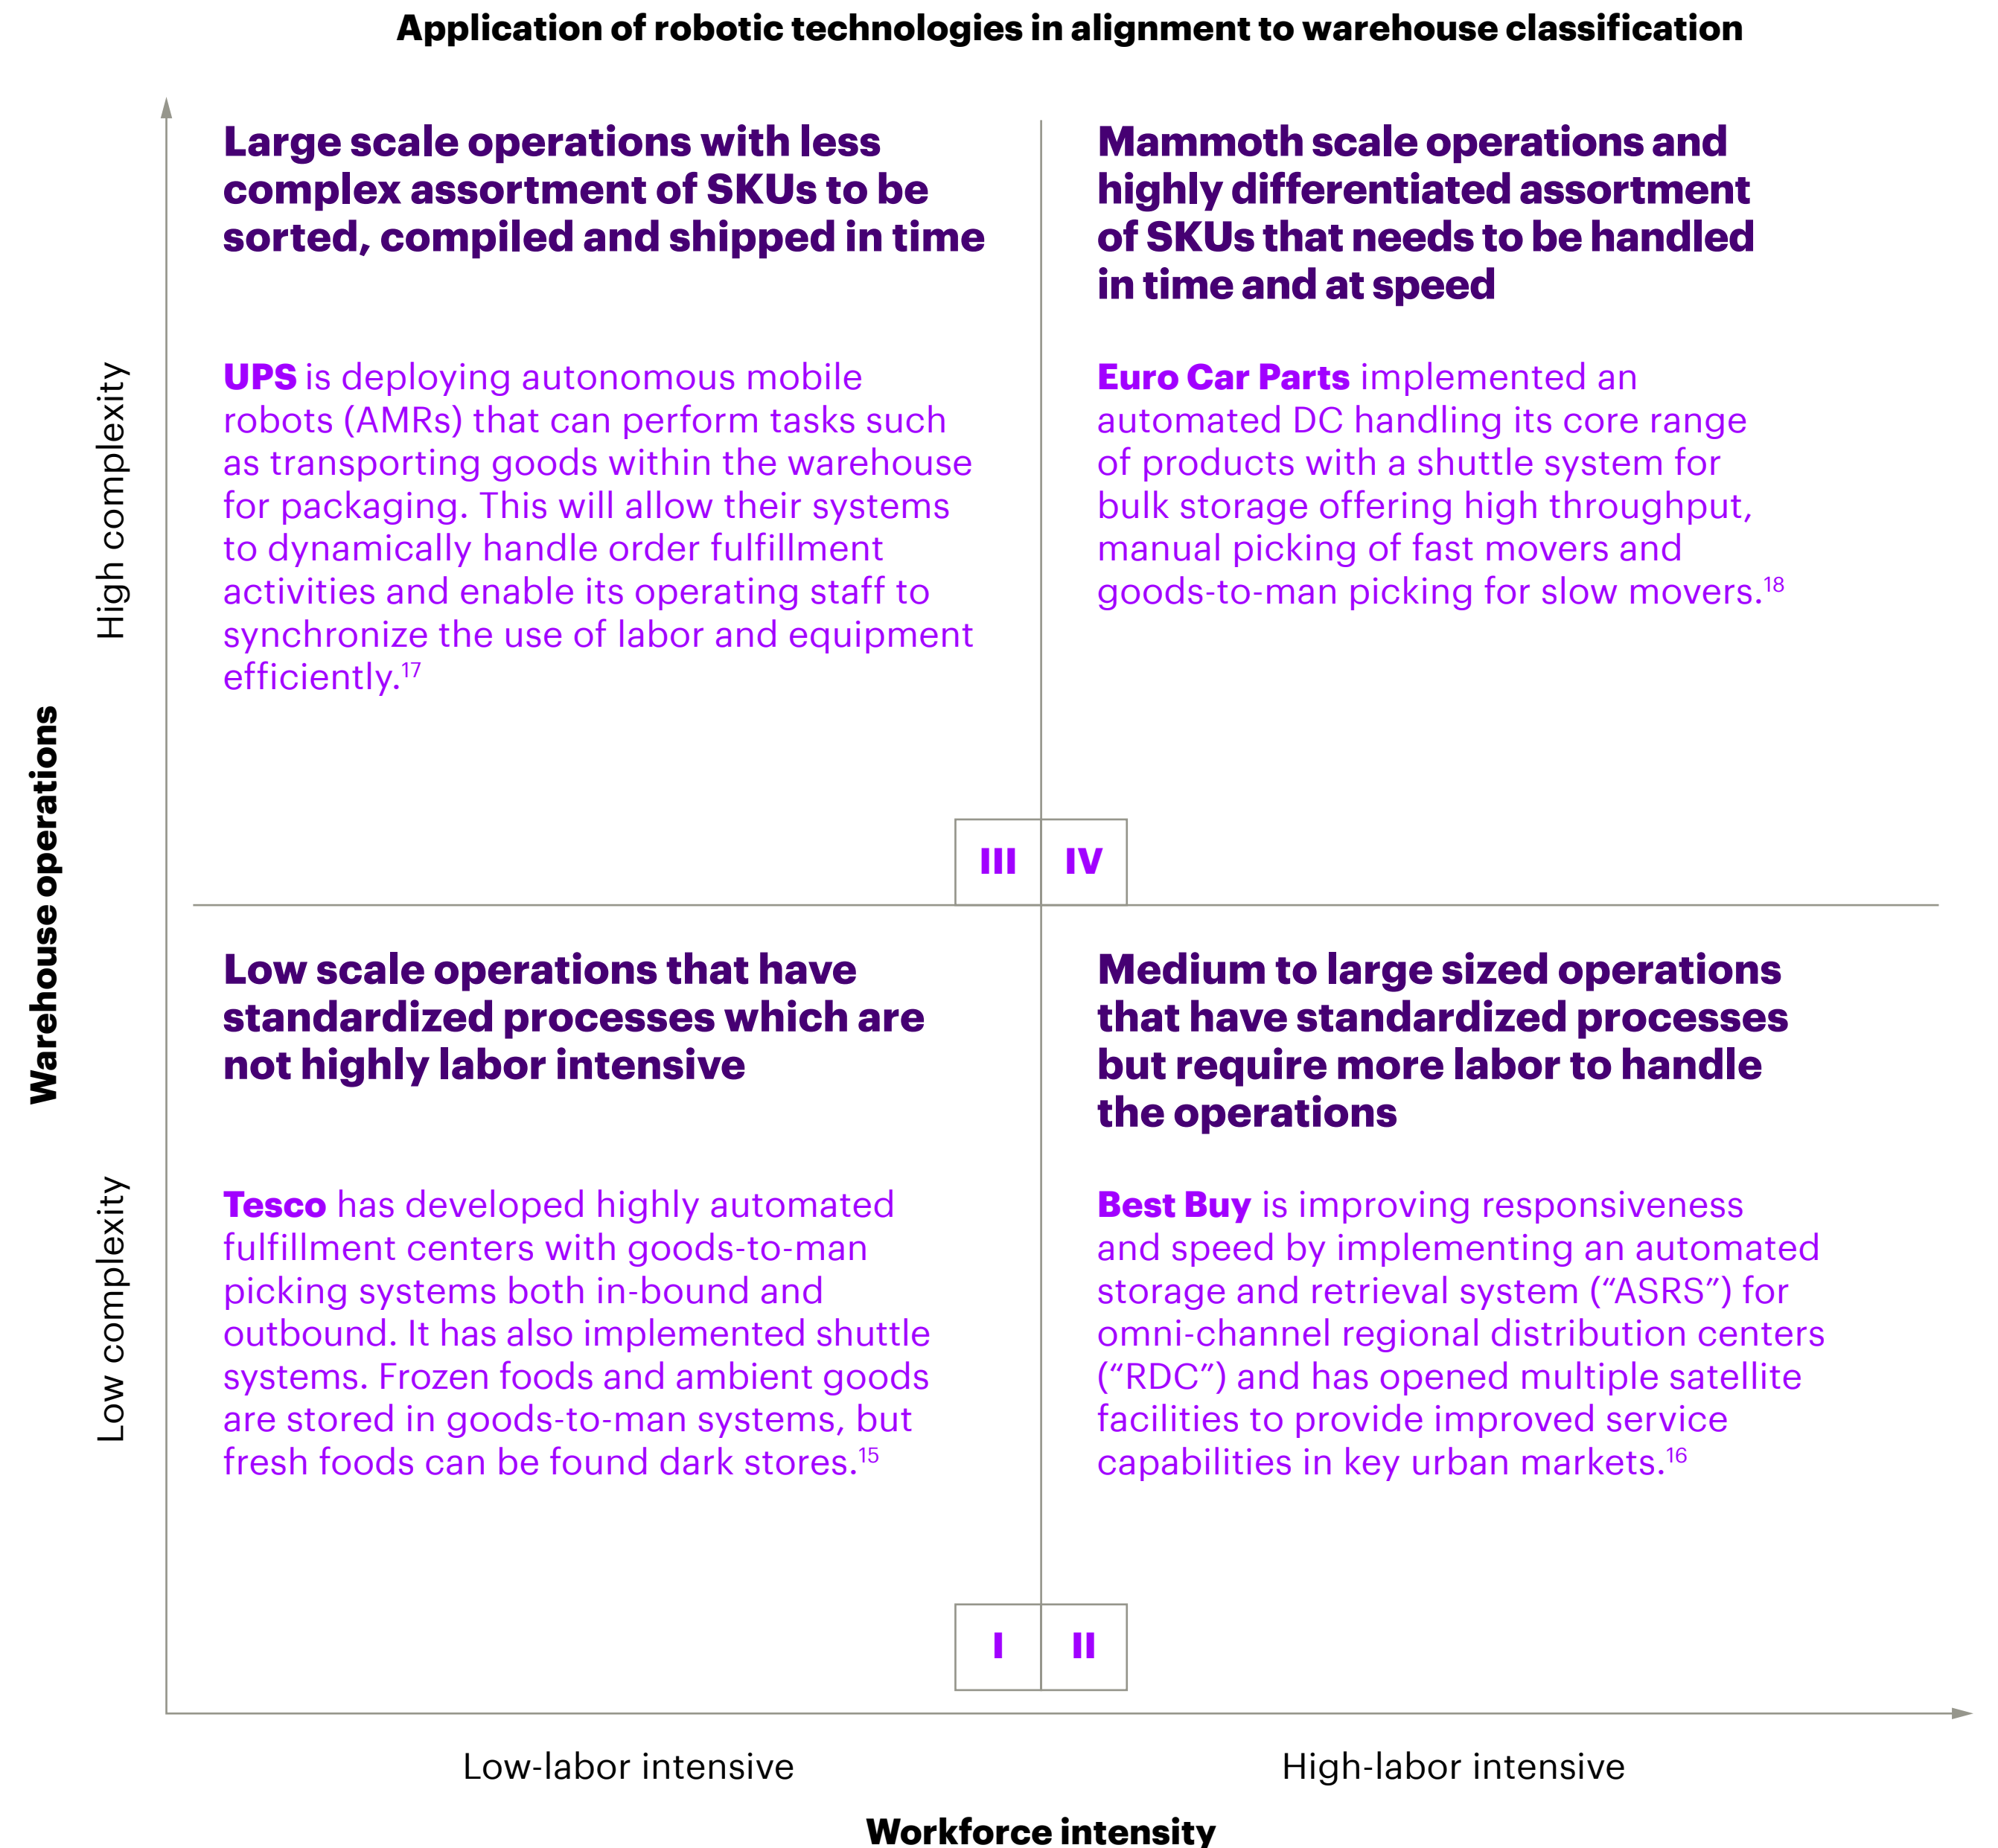 Application of robotic technologies in alignment to warehouse classification
Warehouse operations
High complexity
Low complexity
Large scale operations with less
complex assortment of SKUs to be
sorted, compiled and shipped in time
UPS is deploying autonomous mobile
robots (AMRs) that can perform tasks such
as transporting goods within the warehouse
for packaging. This will allow their systems
to dynamically handle order fulfillment
activities and enable its operating staff to
synchronize the use of labor and equipment
efficiently.17
III
Mammoth scale operations and
highly differentiated assortment
of SKUs that needs to be handled
in time and at speed
Euro Car Parts implemented an
automated DC handling its core range
of products with a shuttle system for
bulk storage offering high throughput,
manual picking of fast movers and
goods-to-man picking for slow movers.18
IV
Low scale operations that have
standardized processes which are
not highly labor intensive
Tesco has developed highly automated
fulfillment centers with goods-to-man
picking systems both in-bound and
outbound. It has also implemented shuttle
systems. Frozen foods and ambient goods
are stored in goods-to-man systems, but
fresh foods can be found dark stores.15
I
Medium to large sized operations
that have standardized processes
but require more labor to handle
the operations
Best Buy is improving responsiveness
and speed by implementing an automated
storage and retrieval system (“ASRS”) for
omni-channel regional distribution centers
(“RDC”) and has opened multiple satellite
facilities to provide improved service
capabilities in key urban markets.16
II
Low-labor intensive
High-labor intensive
Workforce intensity